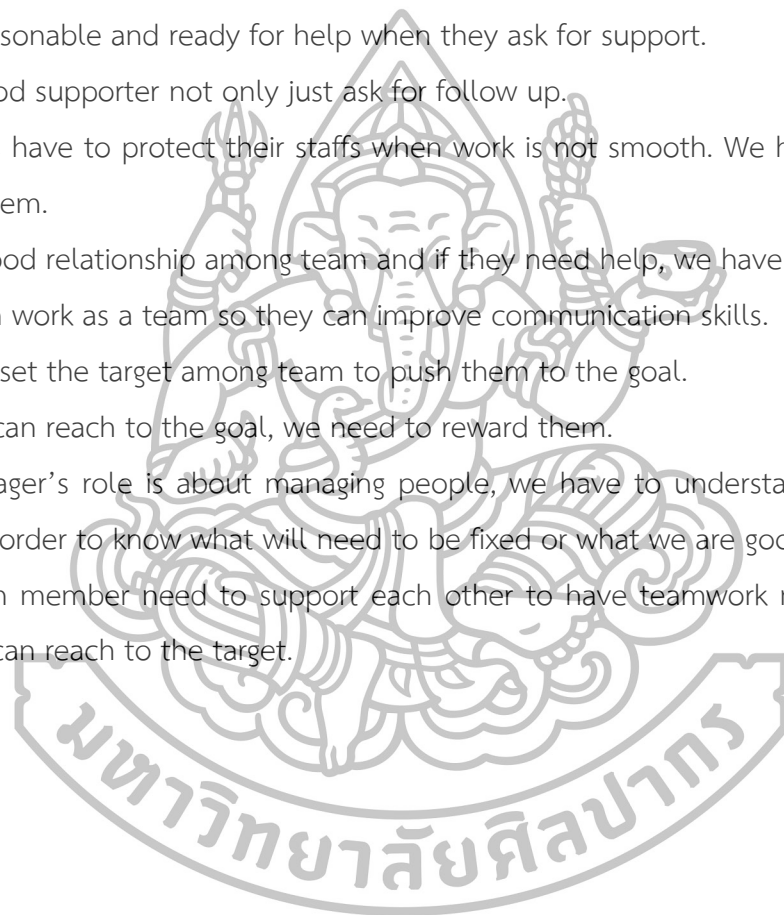 sonable and ready for help when they ask for support.
od supporter not only just ask for follow up.
have to protect their staffs when work is not smooth. We h
em.
ood relationship among team and if they need help, we have
work as a team so they can improve communication skills.
set the target among team to push them to the goal.
can reach to the goal, we need to reward them.
ager's role is about managing people, we have to understa
order to know what will need to be fixed or what we are goo
n member need to support each other to have teamwork
can reach to the target.
มหาวิทยาลัยศิลปากร